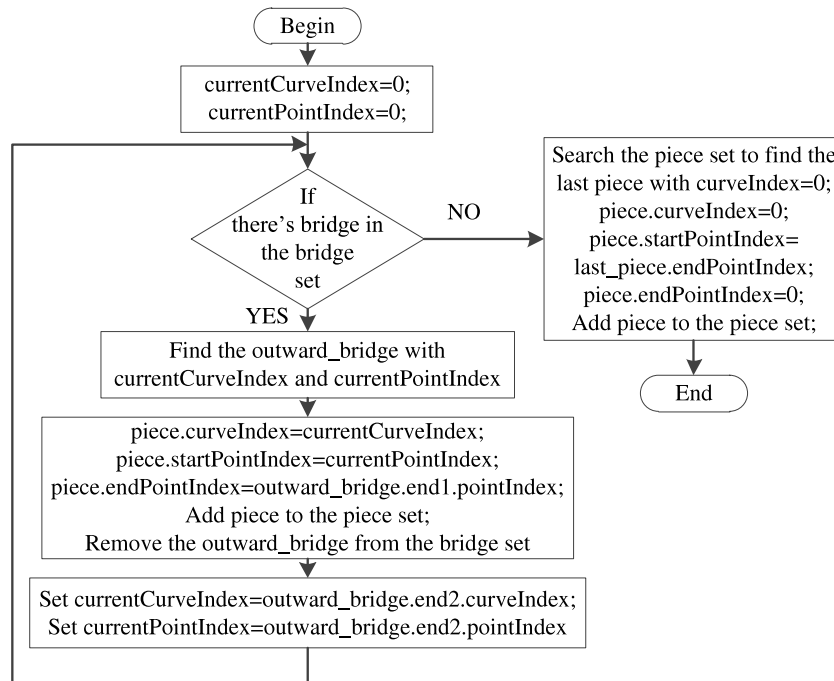 Begin
currentCurveIndex=0;
currentPointIndex=0;
If
there's bridge in
the bridge
set
NO
YES
Search the piece set to find the
last piece with curveIndex=0;
piece.curveIndex=0;
piece.startPointIndex=
last_piece.endPointIndex;
piece.endPointIndex=0;
Add piece to the piece set;
End
Find the outward_bridge with
currentCurveIndex and currentPointIndex
piece.curveIndex=currentCurveIndex;
piece.startPointIndex=currentPointIndex;
piece.endPointIndex=outward_bridge.end1.pointIndex;
Add piece to the piece set;
Remove the outward_bridge from the bridge set
Set currentCurveIndex=outward_bridge.end2.curveIndex;
Set currentPointIndex=outward_bridge.end2.pointIndex